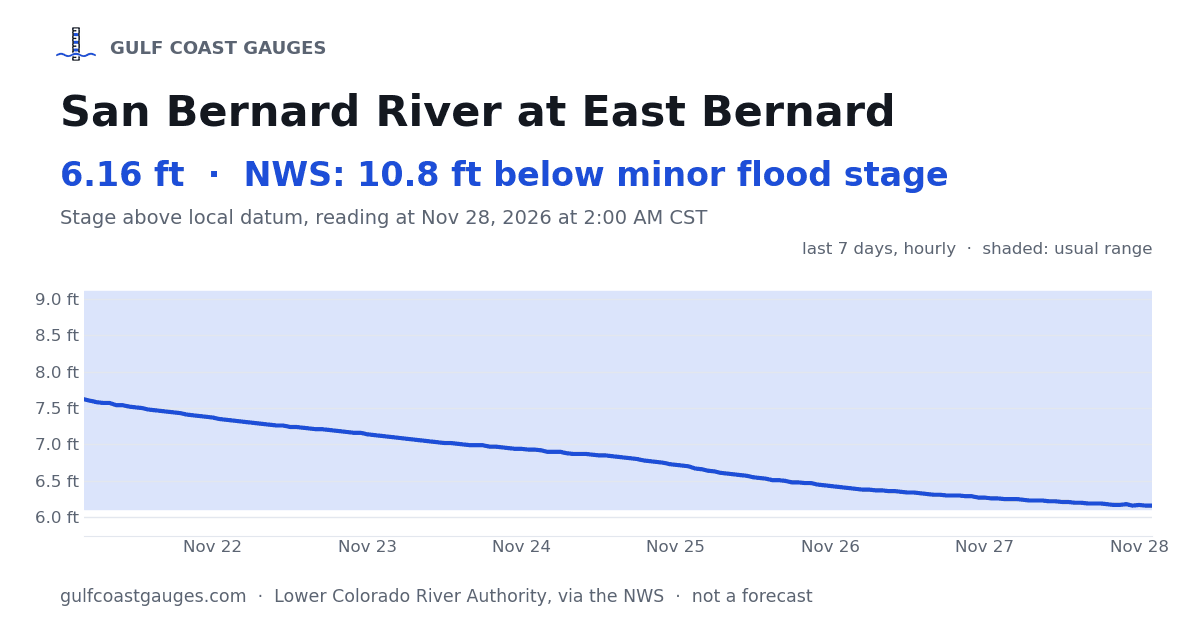 GULF COAST GAUGES
San Bernard River at East Bernard
6.16 ft · NWS: 10.8 ft below minor flood stage
Stage above local datum, reading at Nov 28, 2026 at 2:00 AM CST
last 7 days, hourly · shaded: usual range
9.0 ft
8.5 ft
8.0 ft
7.5 ft
7.0 ft
6.5 ft
6.0 ft
Nov 22 Nov 23 Nov 24 Nov 25 Nov 26 Nov 27 Nov 28
gulfcoastgauges.com · Lower Colorado River Authority, via the NWS · not a forecast